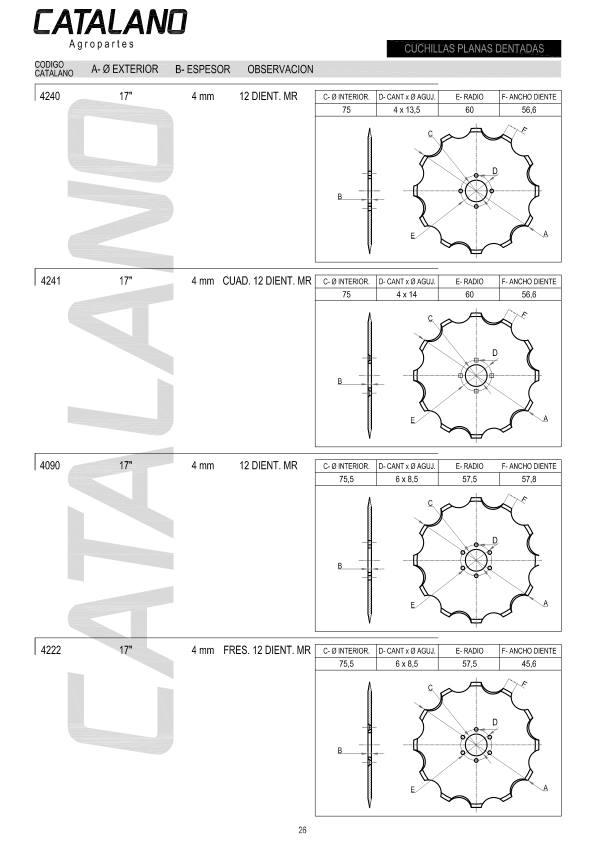 CATALANO
Agropartes
CUCHILLAS PLANAS DENTADAS
CODIGO
CATALANO
A- Ø EXTERIOR B- ESPESOR OBSERVACION
4240 17" 4 mm 12 DIENT. MR
C- Ø INTERIOR. D- CANT x Ø AGUJ. E- RADIO F- ANCHO DIENTE
75 4 x 13,5 60 56,6
F
C
D
B
E
A
4241 17" 4 mm CUAD. 12 DIENT. MR
C- Ø INTERIOR. D- CANT x Ø AGUJ. E- RADIO F- ANCHO DIENTE
75 4 x 14 60 56,6
F
C
D
B
E
A
4090 17" 4 mm 12 DIENT. MR
C- Ø INTERIOR. D- CANT x Ø AGUJ. E- RADIO F- ANCHO DIENTE
75,5 6 x 8,5 57,5 57,8
F
C
D
B
E
A
4222 17" 4 mm FRES. 12 DIENT. MR
C- Ø INTERIOR. D- CANT x Ø AGUJ. E- RADIO F- ANCHO DIENTE
75,5 6 x 8,5 57,5 45,6
F
C
D
B
E
A
CATALANO
26